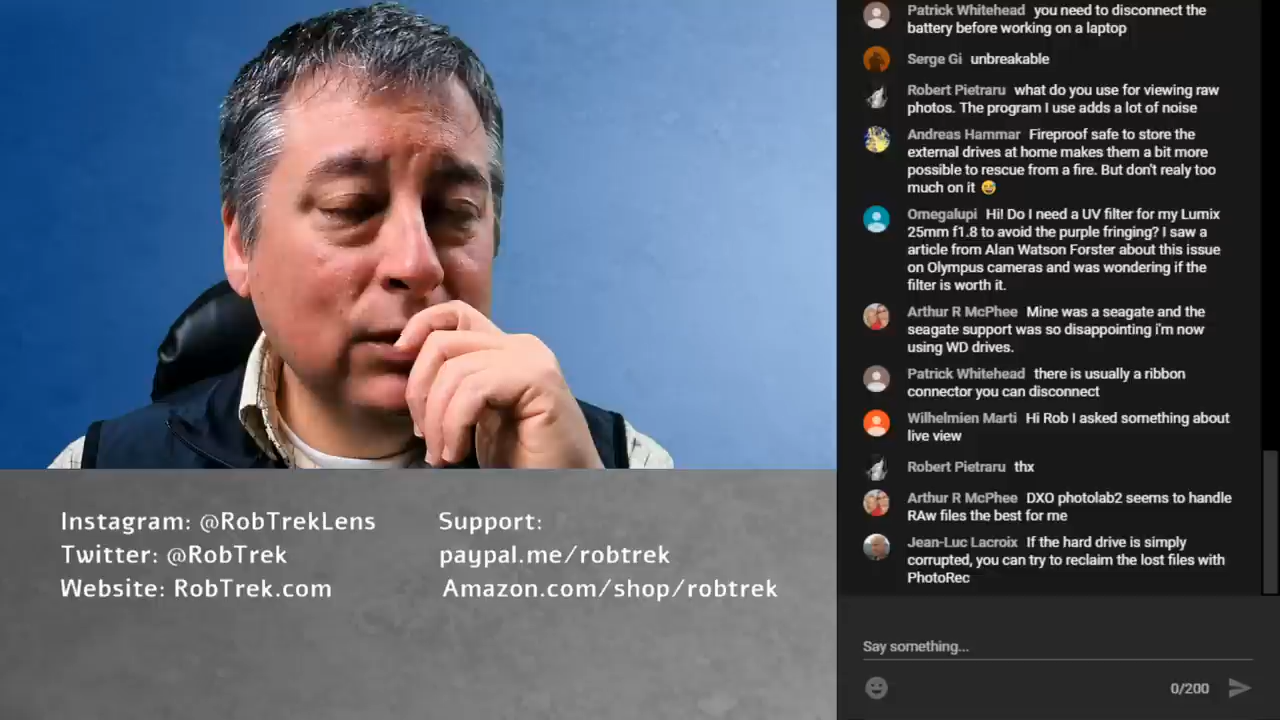 Instagram: @RobTrekLens
Twitter: @RobTrek
Website: RobTrek.com
Support:
paypal.me/robtrek
Amazon.com/shop/robtrek
Patrick Whitehead you need to disconnect the
battery before working on a laptop
Serge Gi unbreakable
Robert Pietraru what do you use for viewing raw
photos. The program I use adds a lot of noise
Andreas Hammar Fireproof safe to store the
external drives at home makes them a bit more
possible to rescue from a fire. But don't realy too
much on it 😅
Omegalupi Hi! Do I need a UV filter for my Lumix
25mm f1.8 to avoid the purple fringing? I saw a
article from Alan Watson Forster about this issue
on Olympus cameras and was wondering if the
filter is worth it.
Arthur R McPhee Mine was a seagate and the
seagate support was so disappointing i'm now
using WD drives.
Patrick Whitehead there is usually a ribbon
connector you can disconnect
Wilhelmien Marti Hi Rob I asked something about
live view
Robert Pietraru thx
Arthur R McPhee DXO photolab2 seems to handle
RAw files the best for me
Jean-Luc Lacroix If the hard drive is simply
corrupted, you can try to reclaim the lost files with
PhotoRec
Say something...
0/200